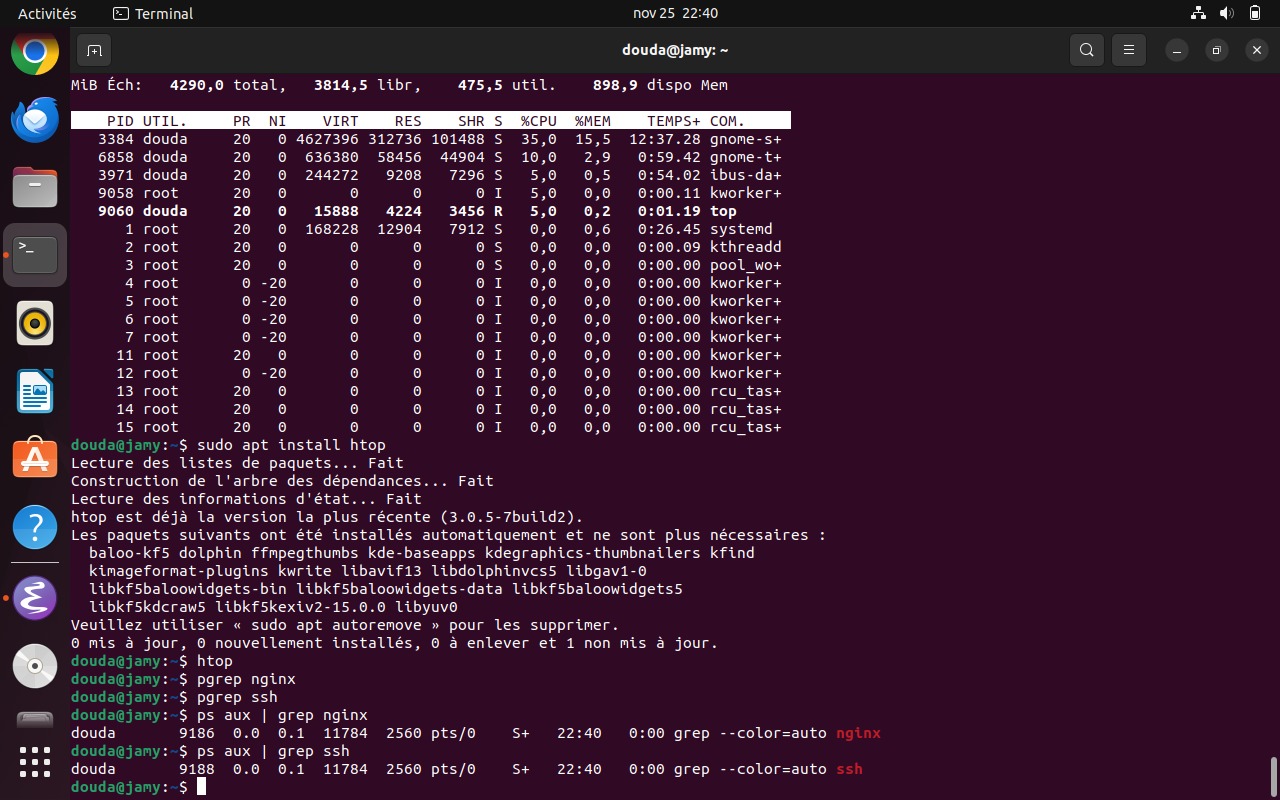 Activités Terminal nov 25 22:40
douda@jamy: ~
MiB Éch: 4290,0 total, 3814,5 libr, 475,5 util. 898,9 dispo Mem
PID UTIL. PR NI VIRT RES SHR S %CPU %MEM TEMPS+ COM.
3384 douda 20 0 4627396 312736 101488 S 35,0 15,5 12:37.28 gnome-s+
6858 douda 20 0 636380 58456 44904 S 10,0 2,9 0:59.42 gnome-t+
3971 douda 20 0 244272 9208 7296 S 5,0 0,5 0:54.02 ibus-da+
9058 root 20 0 0 0 0 I 5,0 0,0 0:00.11 kworker+
9060 douda 20 0 15888 4224 3456 R 5,0 0,2 0:01.19 top
1 root 20 0 168228 12904 7912 S 0,0 0,6 0:26.45 systemd
2 root 20 0 0 0 0 S 0,0 0,0 0:00.09 kthreadd
3 root 20 0 0 0 0 S 0,0 0,0 0:00.00 pool_wo+
4 root 0 -20 0 0 0 I 0,0 0,0 0:00.00 kworker+
5 root 0 -20 0 0 0 I 0,0 0,0 0:00.00 kworker+
6 root 0 -20 0 0 0 I 0,0 0,0 0:00.00 kworker+
7 root 0 -20 0 0 0 I 0,0 0,0 0:00.00 kworker+
11 root 20 0 0 0 0 I 0,0 0,0 0:00.00 kworker+
12 root 0 -20 0 0 0 I 0,0 0,0 0:00.00 kworker+
13 root 20 0 0 0 0 I 0,0 0,0 0:00.00 rcu_tas+
14 root 20 0 0 0 0 I 0,0 0,0 0:00.00 rcu_tas+
15 root 20 0 0 0 0 I 0,0 0,0 0:00.00 rcu_tas+
douda@jamy:~$ sudo apt install htop
Lecture des listes de paquets... Fait
Construction de l'arbre des dépendances... Fait
Lecture des informations d'état... Fait
htop est déjà la version la plus récente (3.0.5-7build2).
Les paquets suivants ont été installés automatiquement et ne sont plus nécessaires :
baloo-kf5 dolphin ffmpegthumbs kde-baseapps kdegraphics-thumbnailers kfind
kimageformat-plugins kwrite libavif13 libdolphinvcs5 libgav1-0
libkf5baloowidgets-bin libkf5baloowidgets-data libkf5baloowidgets5
libkf5kdcraw5 libkf5kexiv2-15.0.0 libyuv0
Veuillez utiliser « sudo apt autoremove » pour les supprimer.
0 mis à jour, 0 nouvellement installés, 0 à enlever et 1 non mis à jour.
douda@jamy:~$ htop
douda@jamy:~$ pgrep nginx
douda@jamy:~$ pgrep ssh
douda@jamy:~$ ps aux | grep nginx
douda 9186 0.0 0.1 11784 2560 pts/0 S+ 22:40 0:00 grep --color=auto nginx
douda@jamy:~$ ps aux | grep ssh
douda 9188 0.0 0.1 11784 2560 pts/0 S+ 22:40 0:00 grep --color=auto ssh
douda@jamy:~$